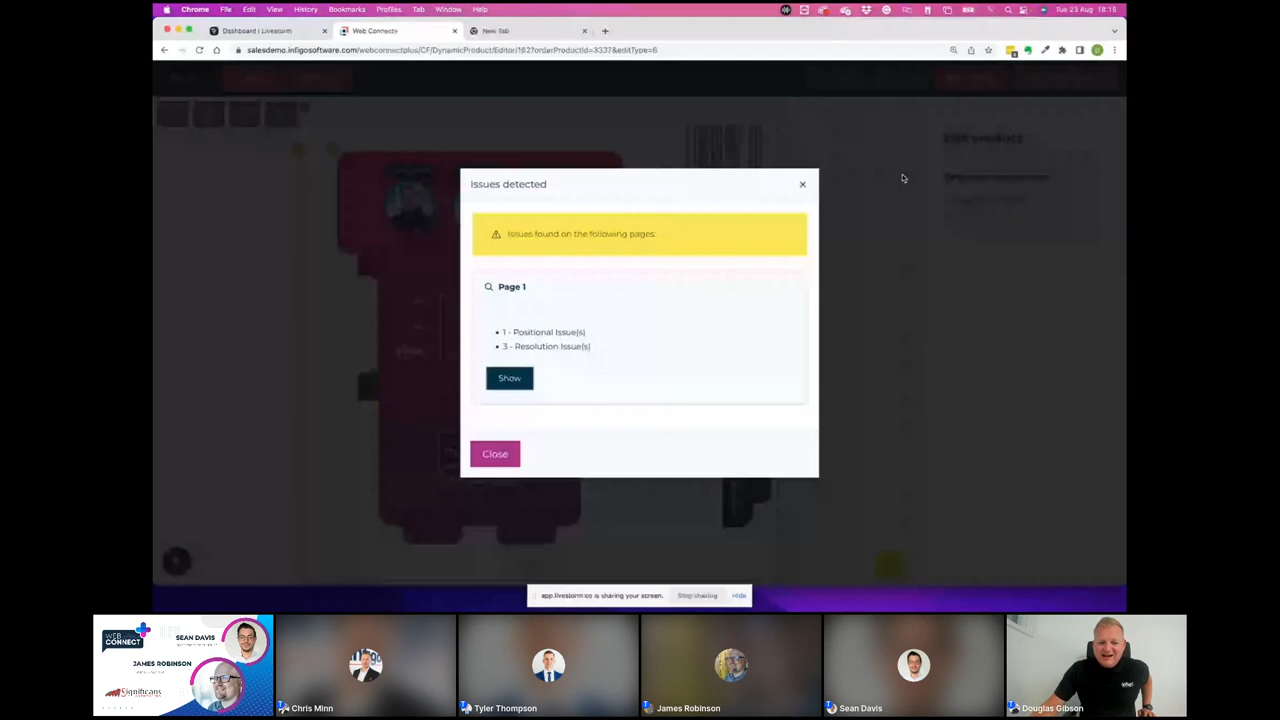 Chrome File Edit View History Bookmarks Profiles Tab Window Help
Tue 23 Aug 18:15
Dashboard | Livestorm
Web Connect+
New Tab
salesdemo.infigosoftware.com/webconnectplus/CF/DynamicProduct/Editor/162?orderProductId=3337&editType=6
Issues detected
Issues found on the following pages:
Page 1
1 - Positional Issue(s)
3 - Resolution Issue(s)
Show
Close
app.livestorm.co is sharing your screen.
Stop sharing
Hide
WEB
CONNECT
SEAN DAVIS
JAMES ROBINSON
Significans
Chris Minn
Tyler Thompson
James Robinson
Sean Davis
Douglas Gibson